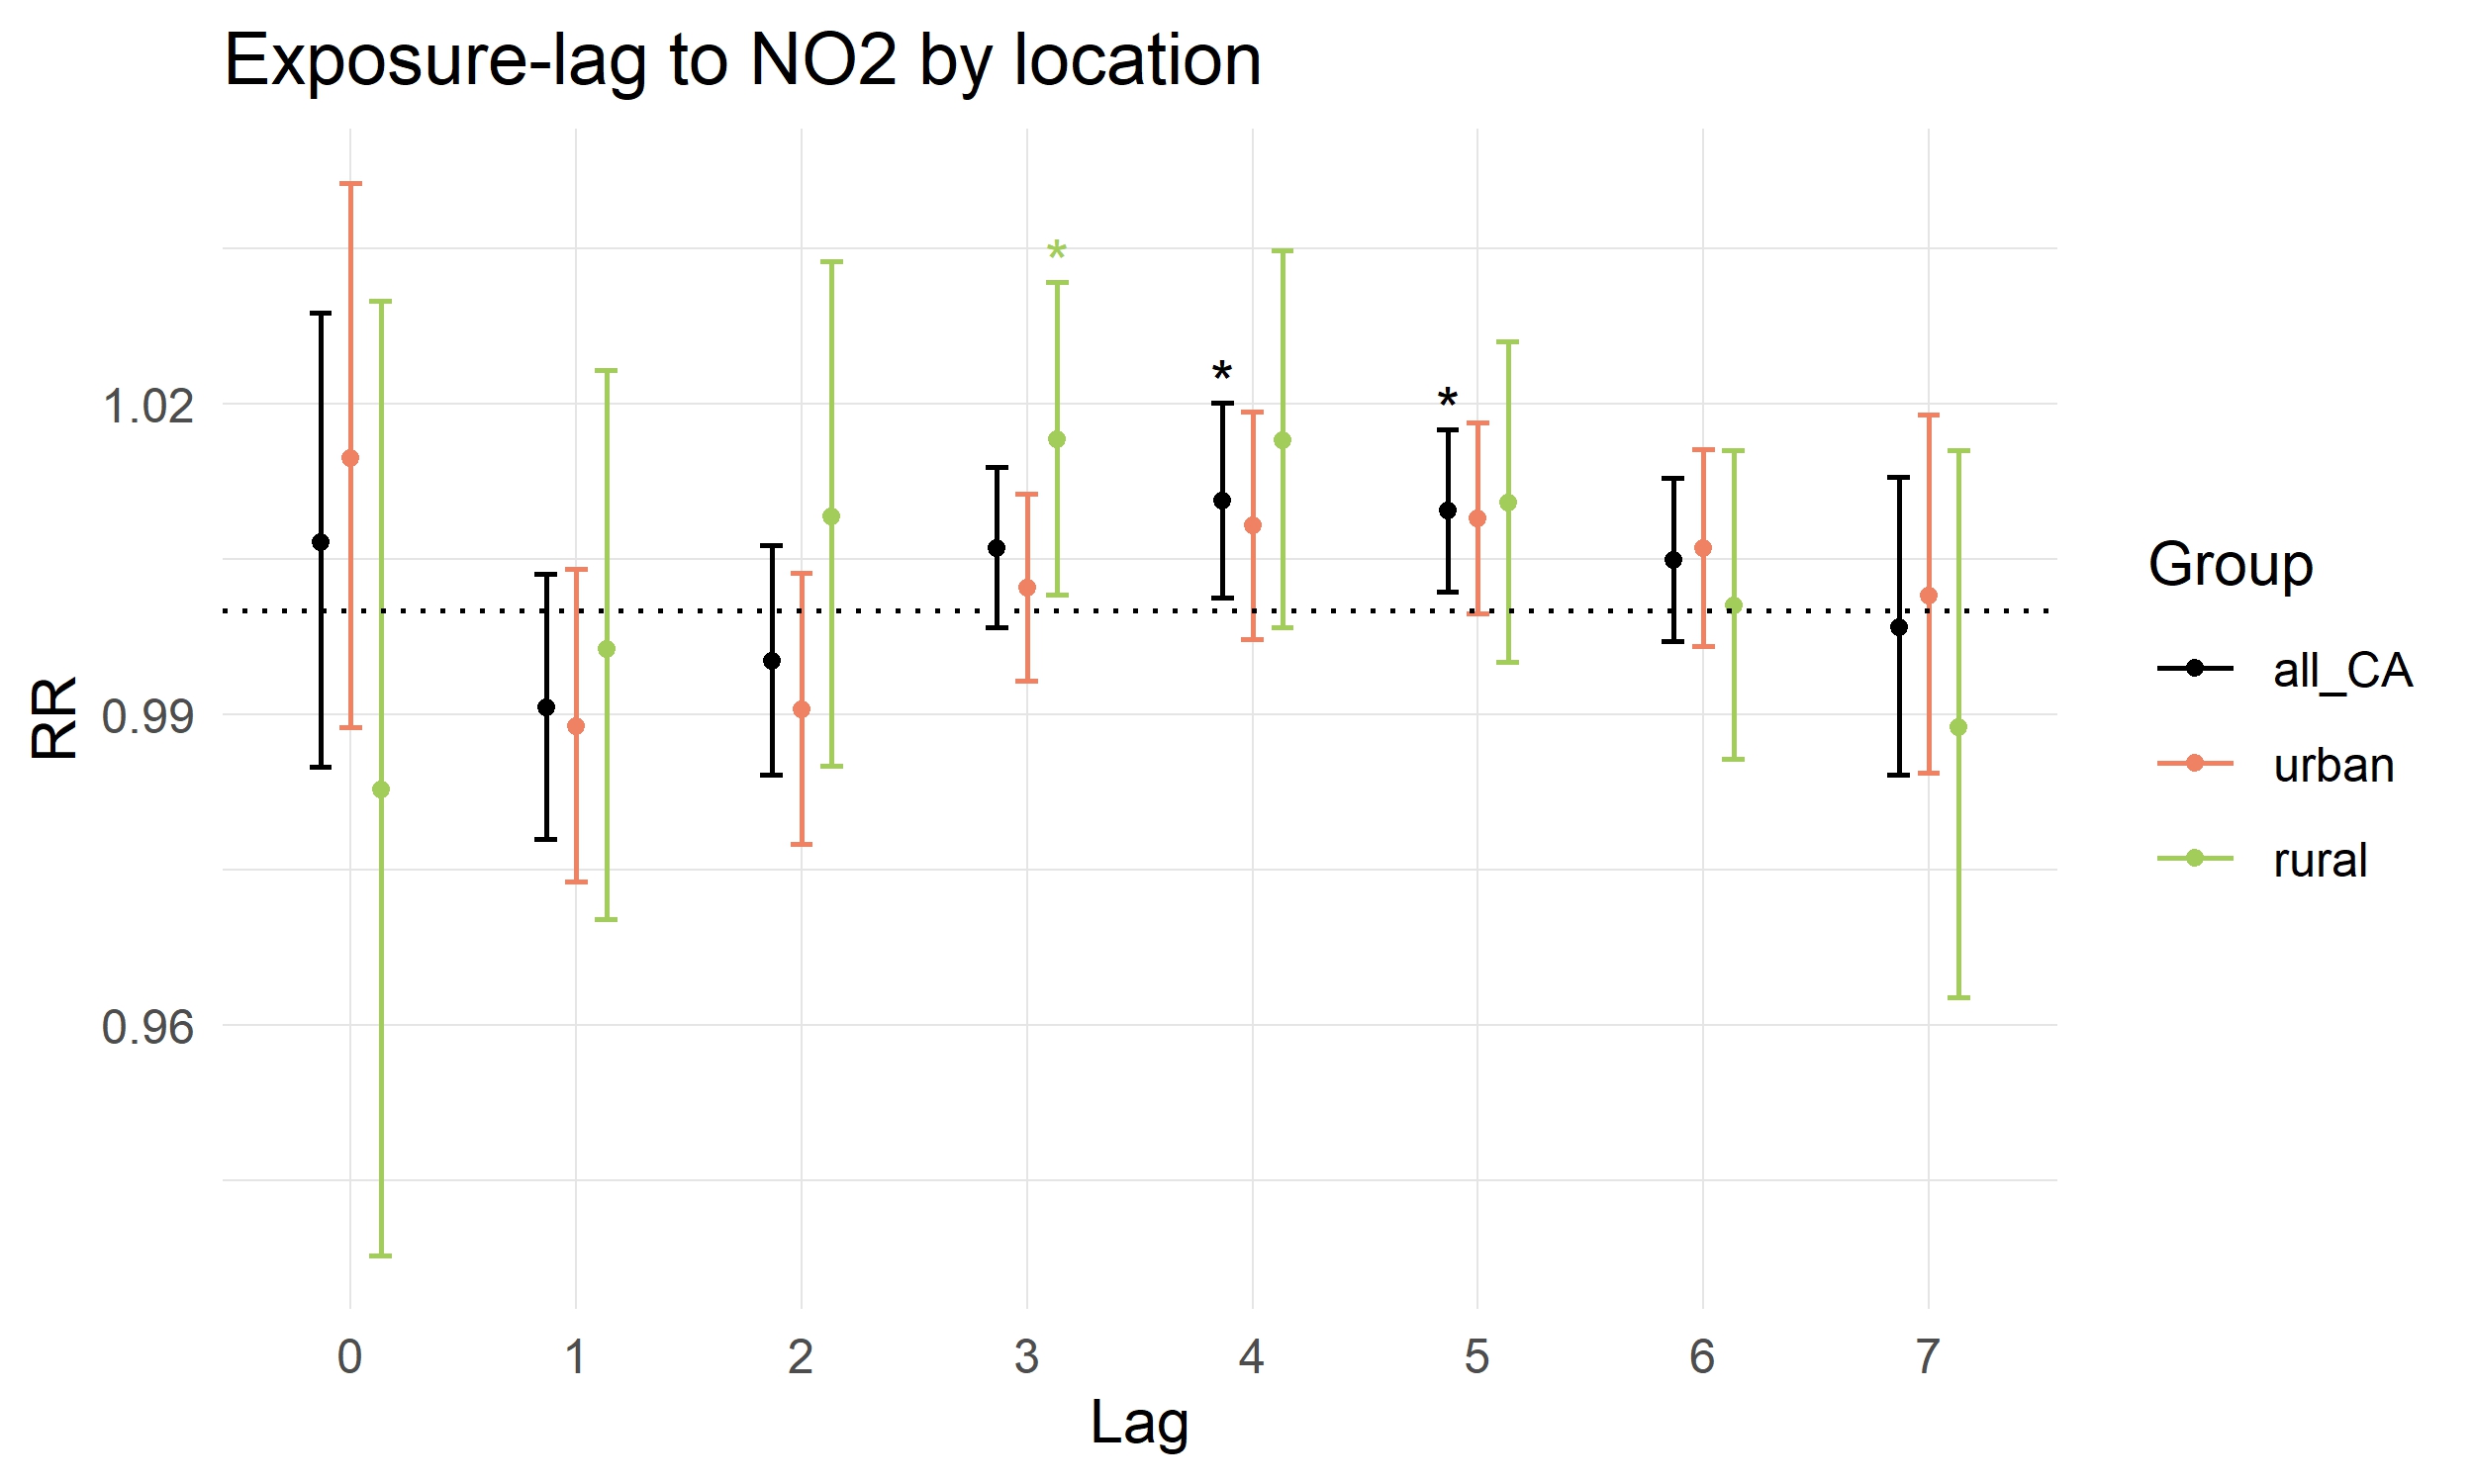 Exposure-lag to NO2 by location
*
*
*
1.02
0.99
0.96
RR
0 1 2 3 4 5 6 7
Lag
Group
all_CA
urban
rural